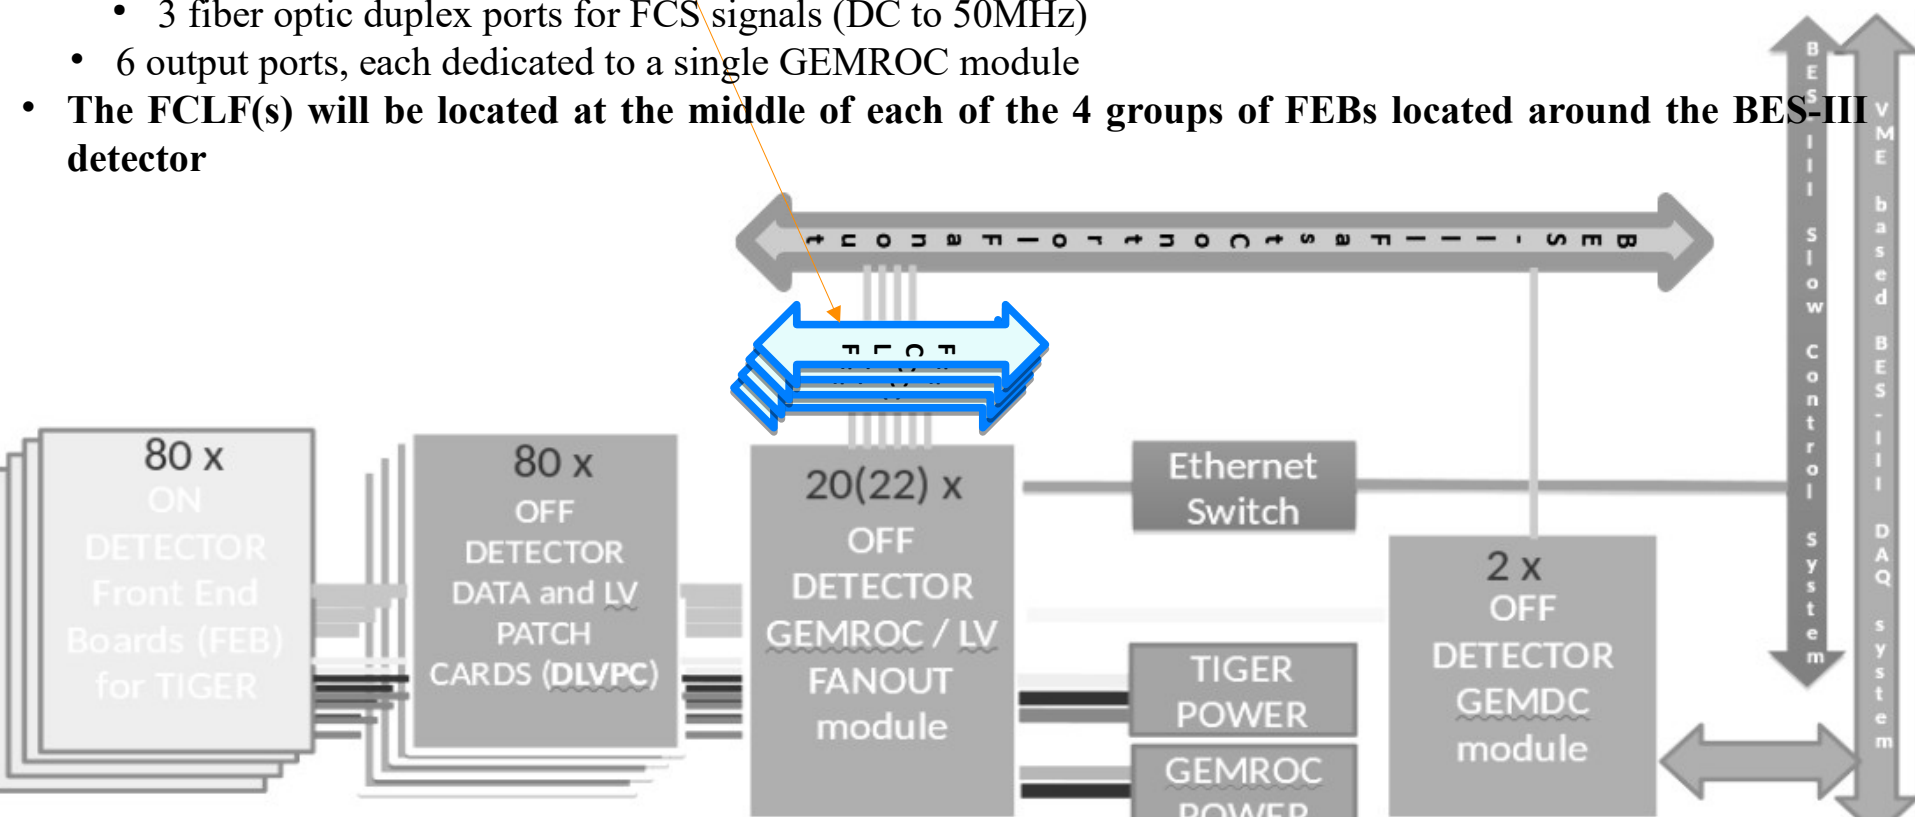 • 3 fiber optic duplex ports for FCS signals (DC to 50MHz)
• 6 output ports, each dedicated to a single GEMROC module
• The FCLF(s) will be located at the middle of each of the 4 groups of FEBs located around the BES-III
detector
BES-III Fast Control Fanout
FCLF
BES-III Slow Control System
VME based BES-III DAQ system
80 x
ON
DETECTOR
Front End
Boards (FEB)
for TIGER
80 x
OFF
DETECTOR
DATA and LV
PATCH
CARDS (DLVPC)
20(22) x
OFF
DETECTOR
GEMROC / LV
FANOUT
module
Ethernet
Switch
TIGER
POWER
GEMROC
POWER
2 x
OFF
DETECTOR
GEMDC
module